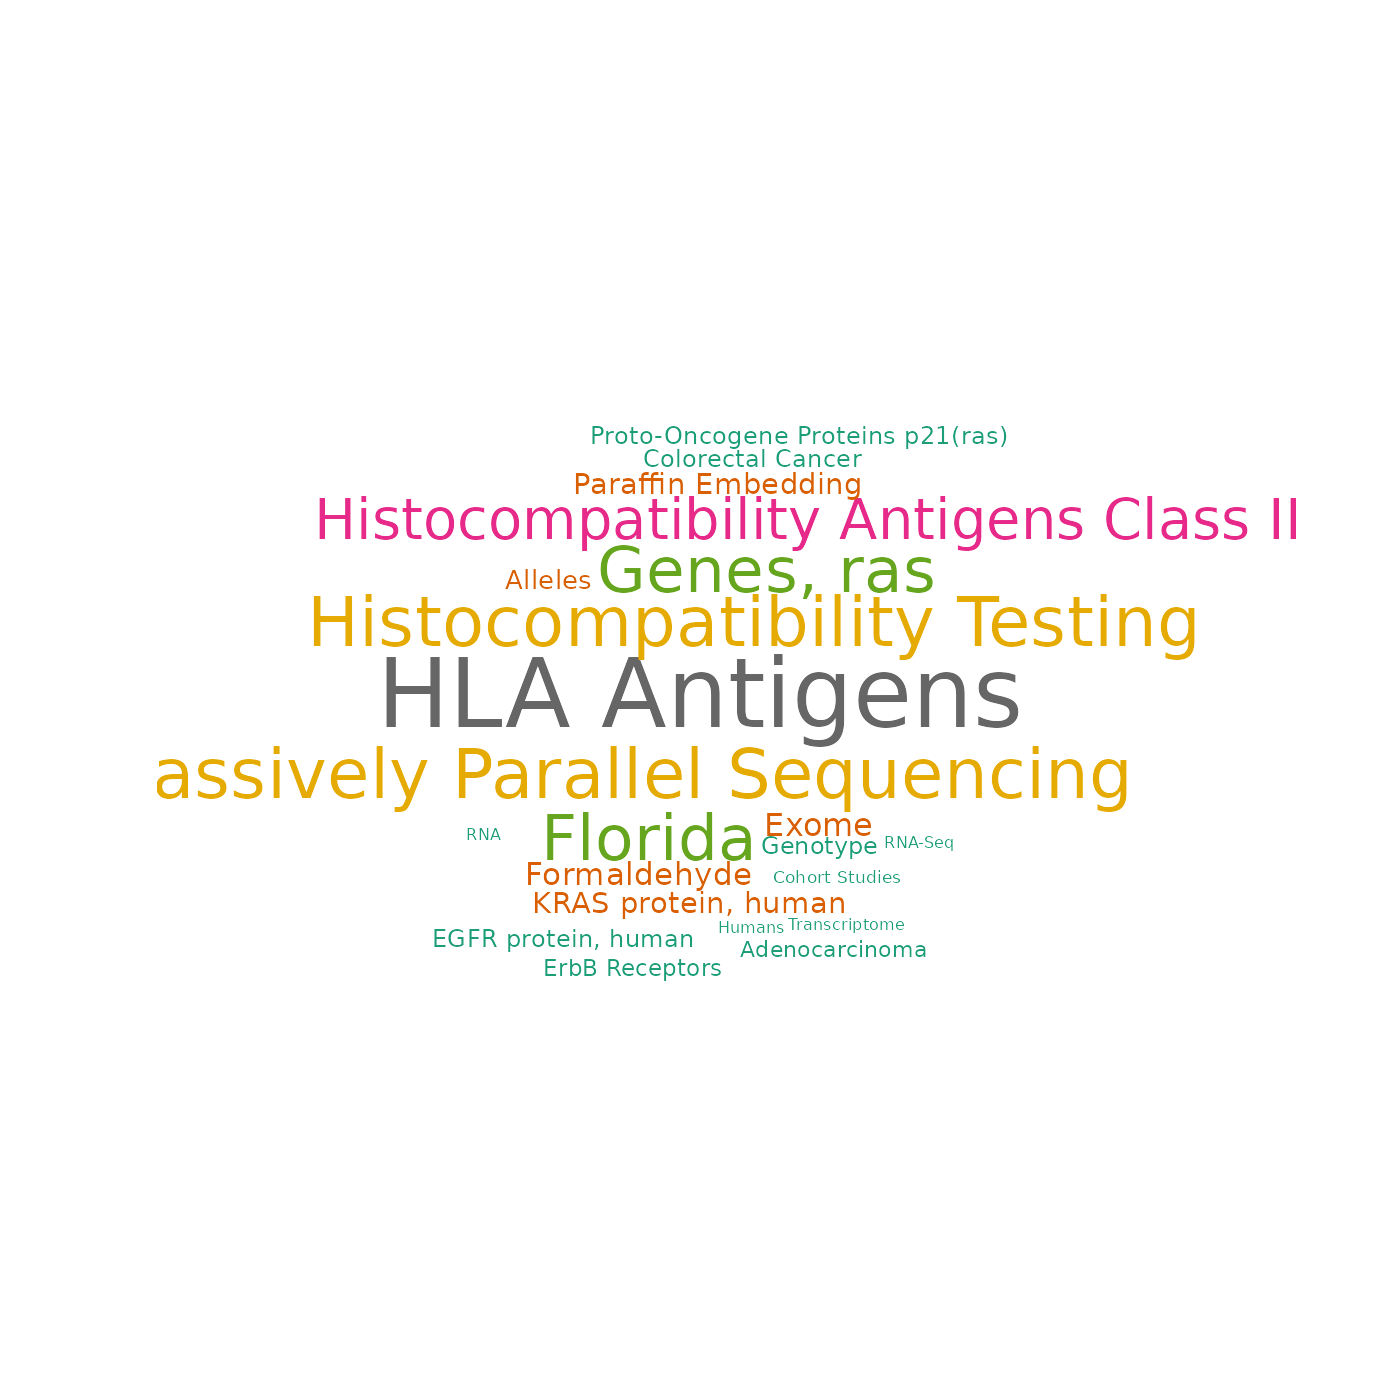 Proto-Oncogene Proteins p21(ras)
Colorectal Cancer
Paraffin Embedding
Histocompatibility Antigens Class II
Genes, ras
Alleles
Histocompatibility Testing
HLA Antigens
assively Parallel Sequencing
Florida
Exome
RNA
Genotype
RNA-Seq
Formaldehyde
Cohort Studies
KRAS protein, human
Humans
Transcriptome
EGFR protein, human
Adenocarcinoma
ErbB Receptors